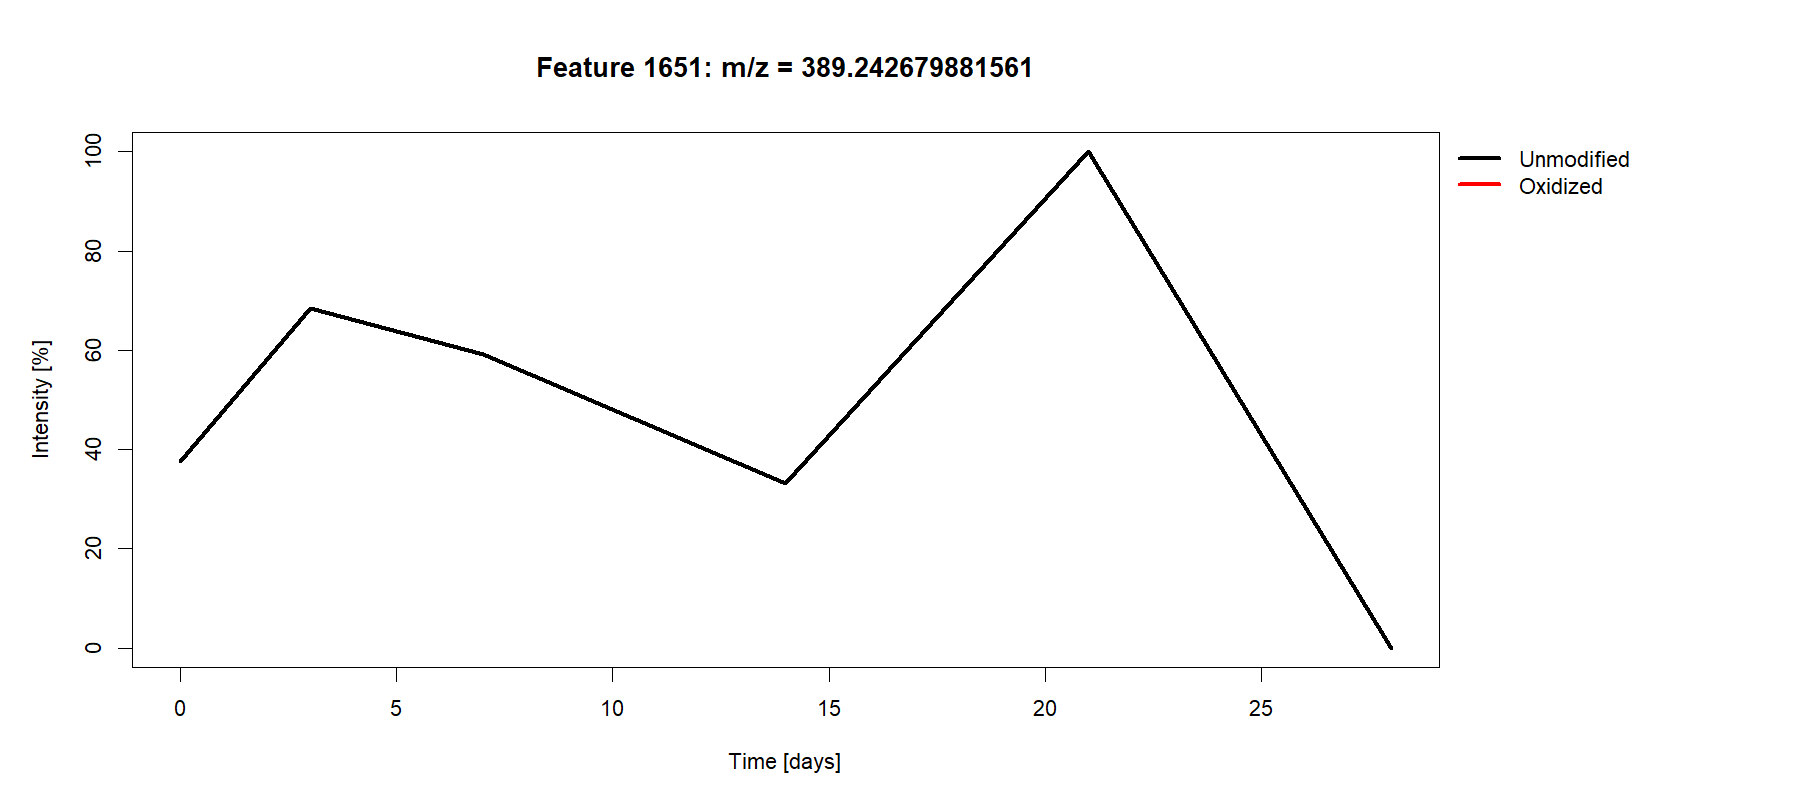 Feature 1651: m/z = 389.242679881561
Unmodified
Oxidized
Intensity [%]
100
80
60
40
20
0
0 5 10 15 20 25
Time [days]